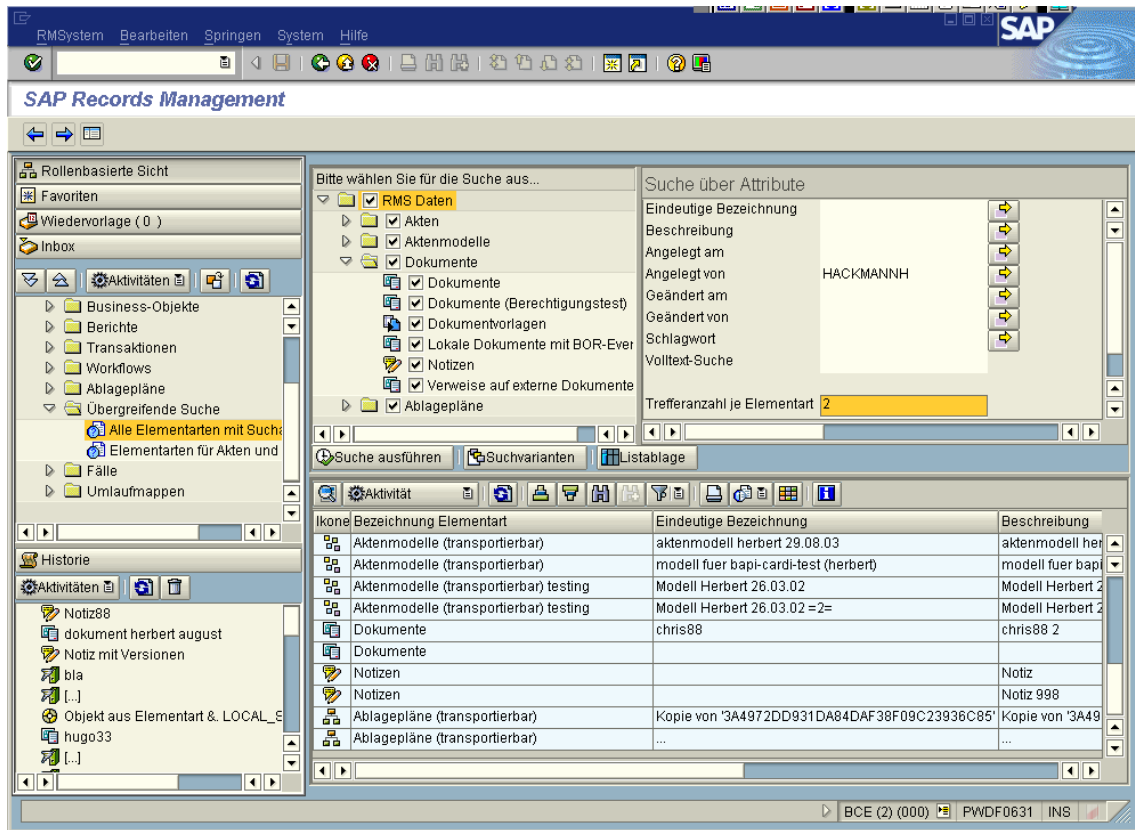 RMSystem Bearbeiten Springen System Hilfe
SAP
SAP Records Management
Rollenbasierte Sicht
Favoriten
Wiedervorlage ( 0 )
Inbox
Aktivitäten
Business-Objekte
Berichte
Transaktionen
Workflows
Ablagepläne
Übergreifende Suche
Alle Elementarten mit Sucha
Elementarten für Akten und
Fälle
Umlaufmappen
Historie
Aktivitäten
Notiz88
dokument herbert august
Notiz mit Versionen
bla
[...]
Objekt aus Elementart &. LOCAL_S
hugo33
[...]
Bitte wählen Sie für die Suche aus...
RMS Daten
Akten
Aktenmodelle
Dokumente
Dokumente
Dokumente (Berechtigungstest)
Dokumentvorlagen
Lokale Dokumente mit BOR-Ever
Notizen
Verweise auf externe Dokumente
Ablagepläne
Suche über Attribute
Eindeutige Bezeichnung
Beschreibung
Angelegt am
Angelegt von HACKMANNH
Geändert am
Geändert von
Schlagwort
Volltext-Suche
Trefferanzahl je Elementart 2
Suche ausführen Suchvarianten Listablage
Aktivität
Ikone Bezeichnung Elementart Eindeutige Bezeichnung Beschreibung
Aktenmodelle (transportierbar) aktenmodell herbert 29.08.03 aktenmodell her
Aktenmodelle (transportierbar) modell fuer bapi-cardi-test (herbert) modell fuer bapi
Aktenmodelle (transportierbar) testing Modell Herbert 26.03.02 Modell Herbert 2
Aktenmodelle (transportierbar) testing Modell Herbert 26.03.02 =2= Modell Herbert 2
Dokumente chris88 chris88 2
Dokumente
Notizen Notiz
Notizen Notiz 998
Ablagepläne (transportierbar) Kopie von '3A4972DD931DA84DAF38F09C23936C85' Kopie von '3A49
Ablagepläne (transportierbar) ... ...
BCE (2) (000) PWDF0631 INS